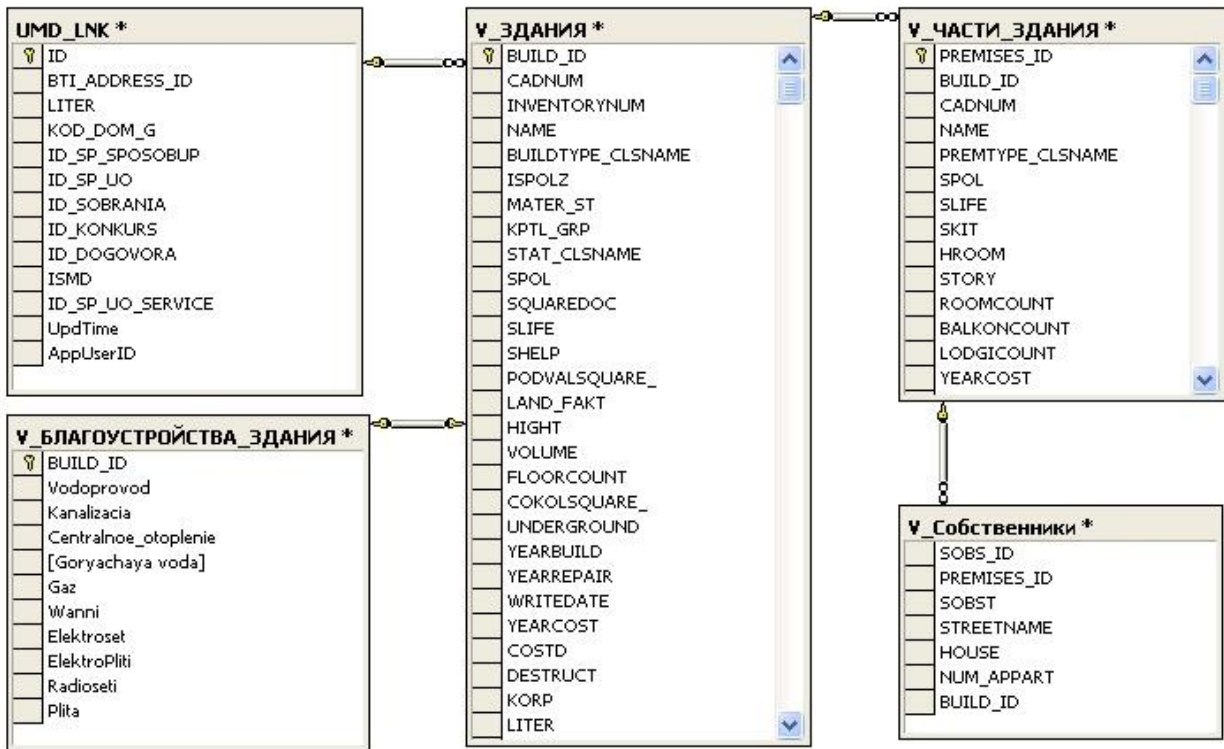 UMD_LNK *
ID
BTI_ADDRESS_ID
LITER
KOD_DOM_G
ID_SP_SPOSOBUP
ID_SP_UO
ID_SOBRANIA
ID_KONKURS
ID_DOGOVORA
ISMD
ID_SP_UO_SERVICE
UpdTime
AppUserID
V_БЛАГОУСТРОЙСТВА_ЗДАНИЯ *
BUILD_ID
Vodoprovod
Kanalizacia
Centralnoe_otoplenie
[Goryachaya voda]
Gaz
Wanni
Elektroset
ElektroPliti
Radioseti
Plita
V_ЗДАНИЯ *
BUILD_ID
CADNUM
INVENTORYNUM
NAME
BUILDTYPE_CLSNAME
ISPOLZ
MATER_ST
KPTL_GRP
STAT_CLSNAME
SPOL
SQUAREDOC
SLIFE
SHELP
PODVALSQUARE_
LAND_FAKT
HIGHT
VOLUME
FLOORCOUNT
COKOLSQUARE_
UNDERGROUND
YEARBUILD
YEARREPAIR
WRITEDATE
YEARCOST
COSTD
DESTRUCT
KORP
LITER
V_ЧАСТИ_ЗДАНИЯ *
PREMISES_ID
BUILD_ID
CADNUM
NAME
PREMTYPE_CLSNAME
SPOL
SLIFE
SKIT
HROOM
STORY
ROOMCOUNT
BALKONCOUNT
LODGICOUNT
YEARCOST
V_Собственники *
SOBS_ID
PREMISES_ID
SOBST
STREETNAME
HOUSE
NUM_APPART
BUILD_ID